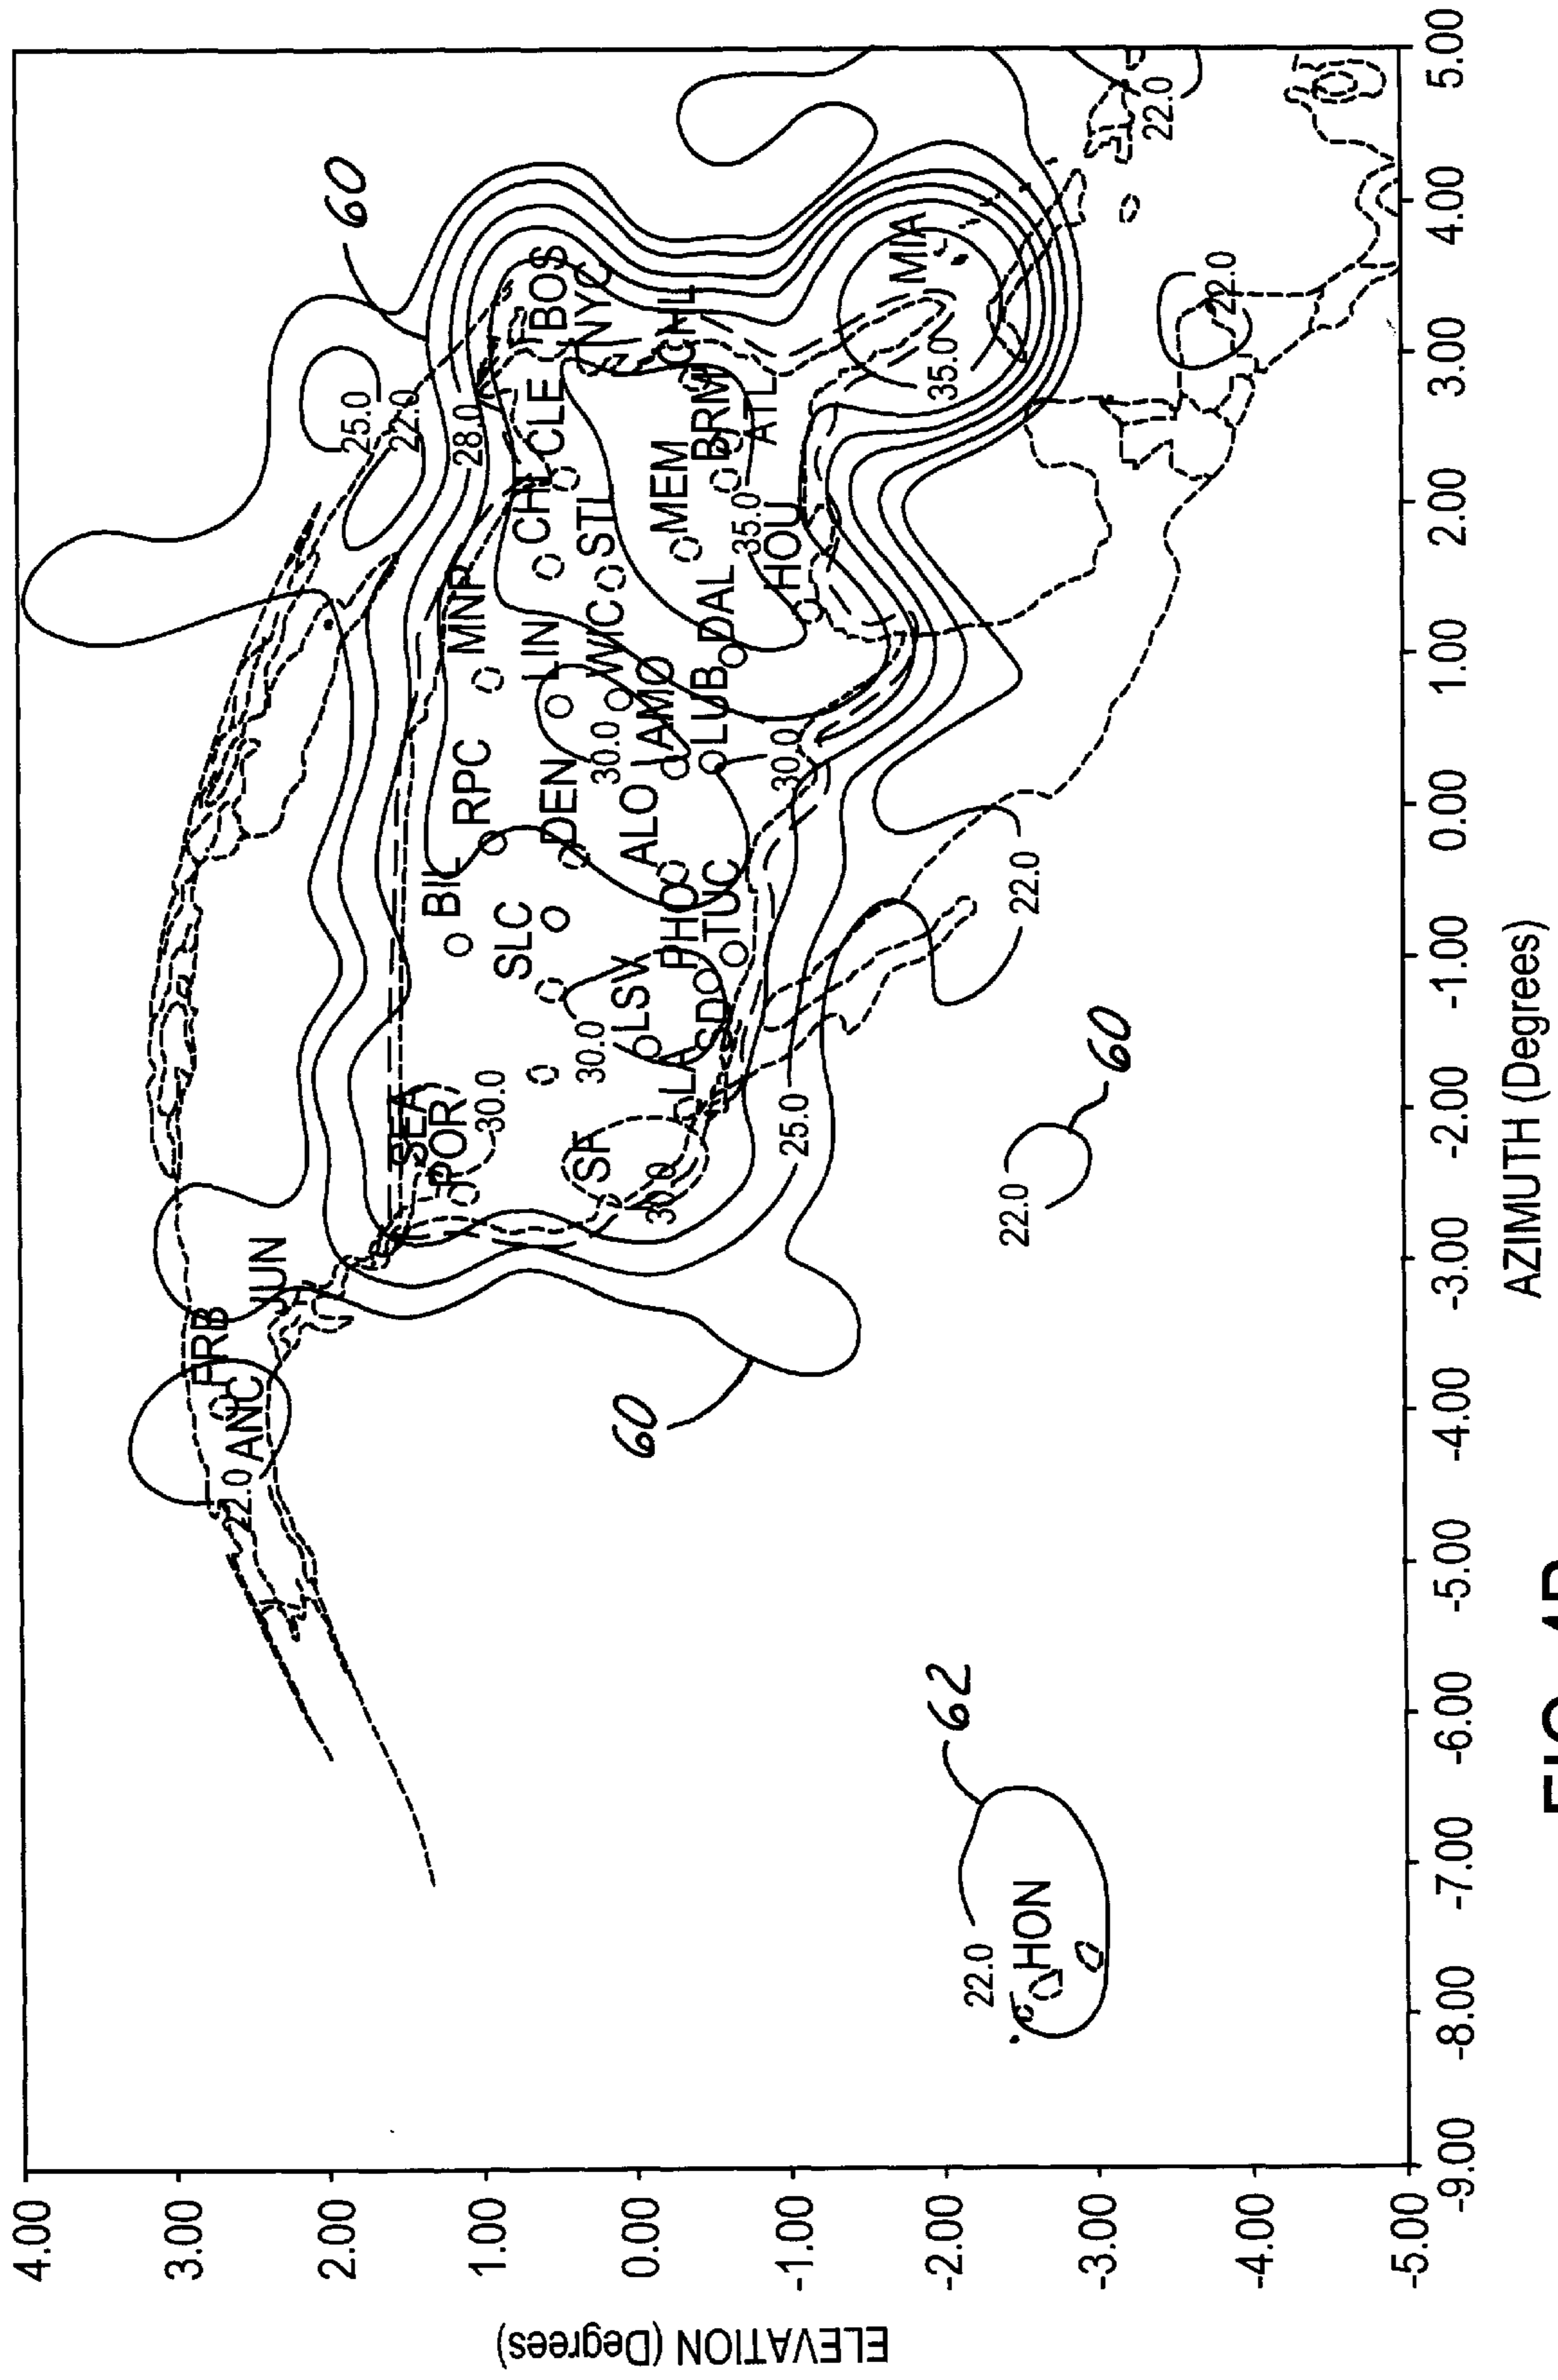 4.00
3.00
2.00
1.00
0.00
-1.00
-2.00
-3.00
-4.00
-5.00
ELEVATION (Degrees)
-9.00
-8.00
-7.00
-6.00
-5.00
-4.00
-3.00
-2.00
-1.00
0.00
1.00
2.00
3.00
4.00
5.00
AZIMUTH (Degrees)
60
60
60
62
22.0
HON
22.0
ANC
FRB
JUN
SEA
POR
30.0
SF
30.0
LA
SD
30.0
LSV
PHO
TUC
SLC
BIL
RPC
DEN
ALO
AMO
LUB
30.0
30.0
LIN
WIC
DAL
MNP
CHI
STL
MEM
35.0
HOU
CLE
BRM
ATL
CHL
BOS
NYC
MIA
35.0
25.0
22.0
28.0
25.0
22.0
22.0
22.0
22.0